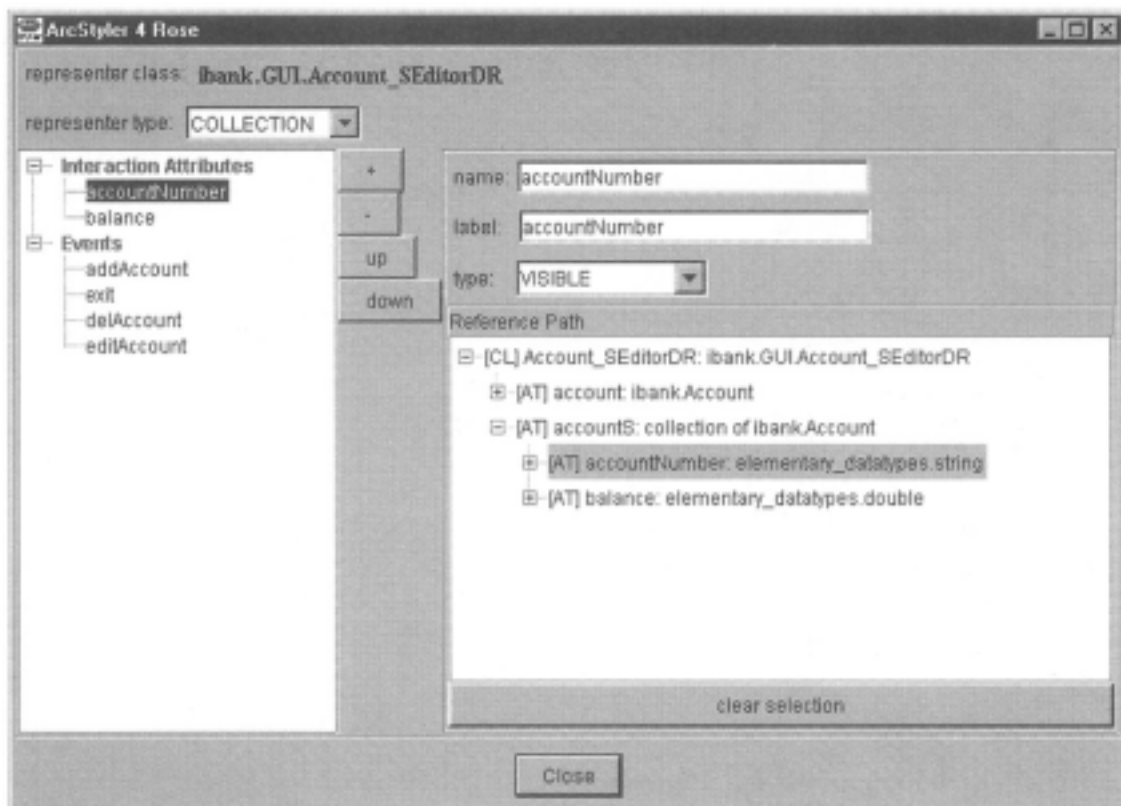 ArcStyler 4 Rose
representer class: ibank.GUI.Account_SEditorDR
representer type: COLLECTION
Interaction Attributes
accountNumber
balance
Events
addAccount
exit
delAccount
editAccount
+
-
up
down
name: accountNumber
label: accountNumber
type: VISIBLE
Reference Path
[CL] Account_SEditorDR: ibank.GUI.Account_SEditorDR
[AT] account: ibank.Account
[AT] accountS: collection of ibank.Account
[AT] accountNumber: elementary_datatypes.string
[AT] balance: elementary_datatypes.double
clear selection
Close